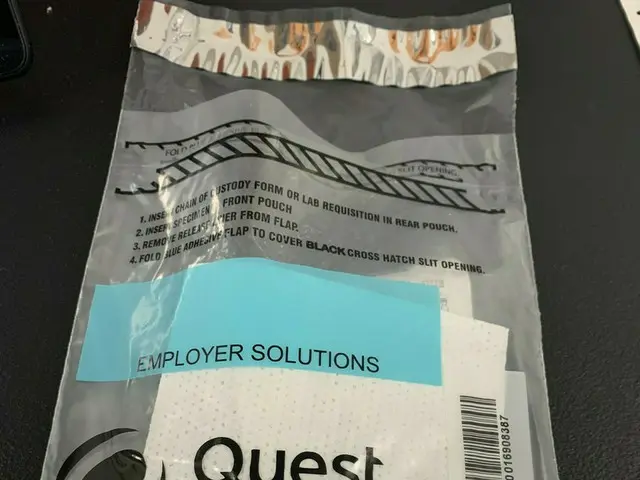 SLIT OPENING
1. INSERT CHAIN OF CUSTODY FORM OR LAB REQUISITION IN REAR POUCH.
2. INSERT SPECIMEN FRONT POUCH
3. REMOVE RELEASE LINER FROM FLAP.
4. FOLD BLUE ADHESIVE FLAP TO COVER BLACK CROSS HATCH SLIT OPENING.
EMPLOYER SOLUTIONS
Quest
0016908387